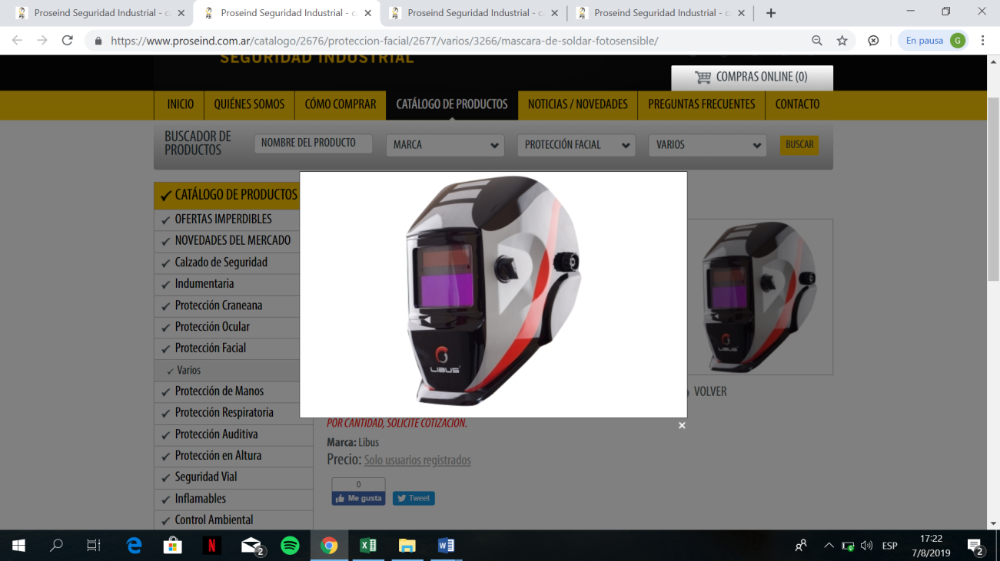 Proseind Seguridad Industrial - c
Proseind Seguridad Industrial - c
Proseind Seguridad Industrial - c
Proseind Seguridad Industrial - c
https://www.proseind.com.ar/catalogo/2676/proteccion-facial/2677/varios/3266/mascara-de-soldar-fotosensible/
En pausa
G
SEGURIDAD INDUSTRIAL
COMPRAS ONLINE (0)
INICIO
QUIÉNES SOMOS
CÓMO COMPRAR
CATÁLOGO DE PRODUCTOS
NOTICIAS / NOVEDADES
PREGUNTAS FRECUENTES
CONTACTO
BUSCADOR DE
PRODUCTOS
NOMBRE DEL PRODUCTO
MARCA
PROTECCIÓN FACIAL
VARIOS
BUSCAR
CATÁLOGO DE PRODUCTOS
OFERTAS IMPERDIBLES
NOVEDADES DEL MERCADO
Calzado de Seguridad
Indumentaria
Protección Craneana
Protección Ocular
Protección Facial
Varios
Protección de Manos
Protección Respiratoria
Protección Auditiva
Protección en Altura
Seguridad Vial
Inflamables
Control Ambiental
LIBUS
LIBUS
VOLVER
POR CANTIDAD, SOLICITE COTIZACION.
Marca: Libus
Precio: Solo usuarios registrados
0
Me gusta
Tweet
2
ESP
17:22
7/8/2019
2